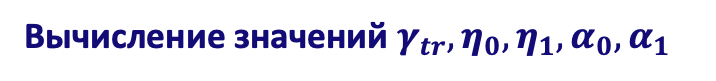 Вычисление значений γ_tr, η_0, η_1, α_0, α_1